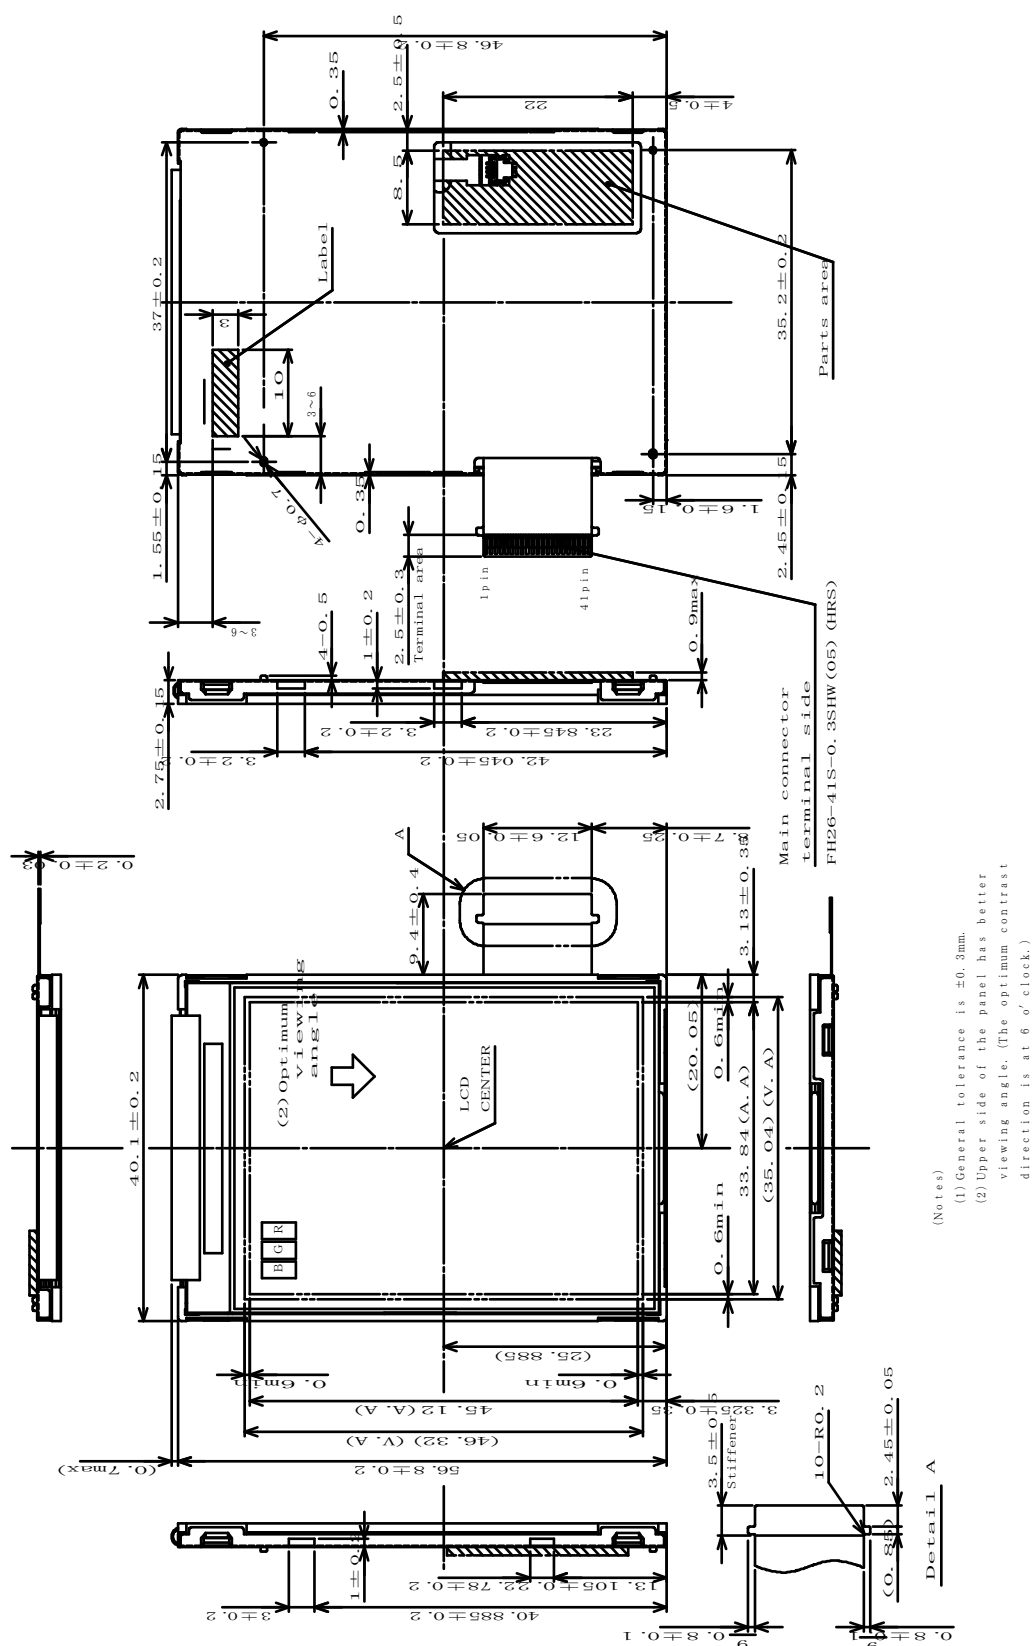 46.8±0.2
0.35
2.5±0.5
22
4±0.5
8.5
Label
37±0.2
3
10
3~6
35.2±0.2
Parts area
1.55±0.15
4-φ0.7
0.35
1.6±0.15
2.45±0.15
3~6
2.5±0.3
Terminal area
1pin
41pin
4-0.5
1±0.2
0.9max
2.75±0.15
3.2±0.2
42.045±0.2
3.2±0.2
23.845±0.2
Main connector
terminal side
FH26-41S-0.3SHW(05)(HRS)
0.2±0.03
A
12.6±0.05
9.4±0.4
3.13±0.35
40.1±0.2
(2)Optimum
viewing
angle
LCD
CENTER
(20.05)
0.6min
33.84(A.A)
(35.04)(V.A)
0.6min
B G R
(25.885)
0.6min
0.6min
45.12(A.A)
3.325±0.35
(46.32)(V.A)
(0.7max)
56.8±0.2
3±0.2
40.885±0.2
13.105±0.2
(Notes)
(1)General tolerance is ±0.3mm.
(2)Upper side of the panel has better
viewing angle.(The optimum contrast
direction is at 6 o'clock.)
3.5±0.5
Stiffener
10-R0.2
2.45±0.05
(0.85)
Detail A
0.8±0.1
0.8±0.1